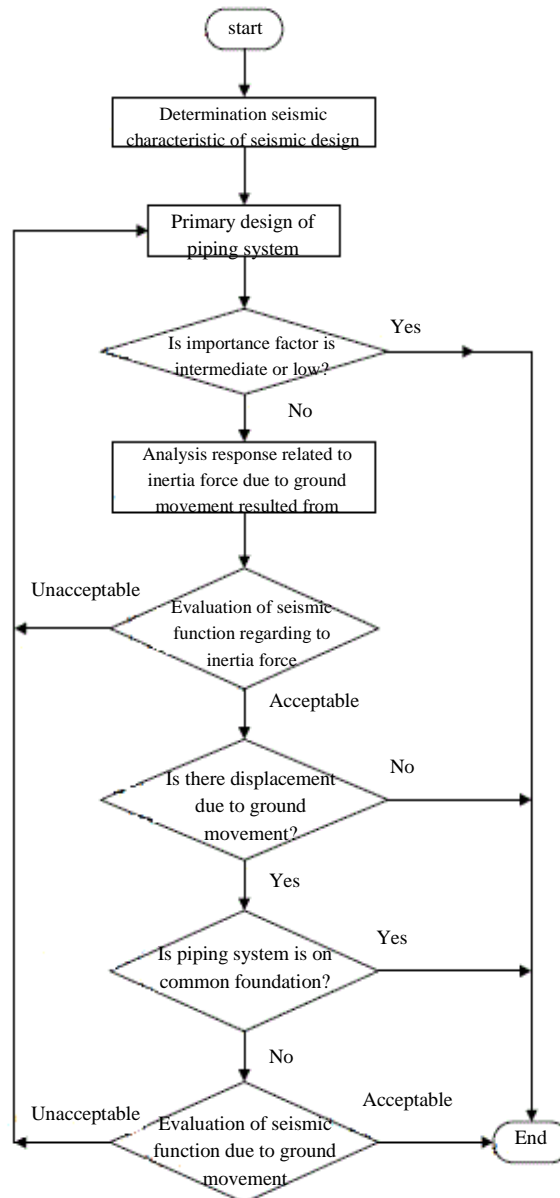 start
Determination seismic
characteristic of seismic design
Primary design of
piping system
Yes
Is importance factor is
intermediate or low?
No
Analysis response related to
inertia force due to ground
movement resulted from
Unacceptable
Evaluation of seismic
function regarding to
inertia force
Acceptable
Is there displacement
due to ground
movement?
No
Yes
Is piping system is on
common foundation?
Yes
No
Unacceptable
Evaluation of seismic
function due to ground
movement
Acceptable
End